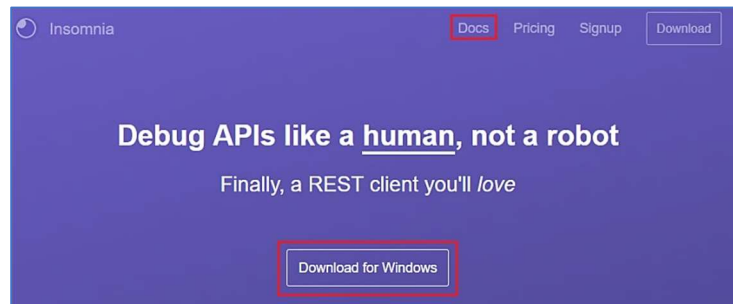 Insomnia Docs Pricing Signup Download
Debug APIs like a human, not a robot
Finally, a REST client you'll love
Download for Windows